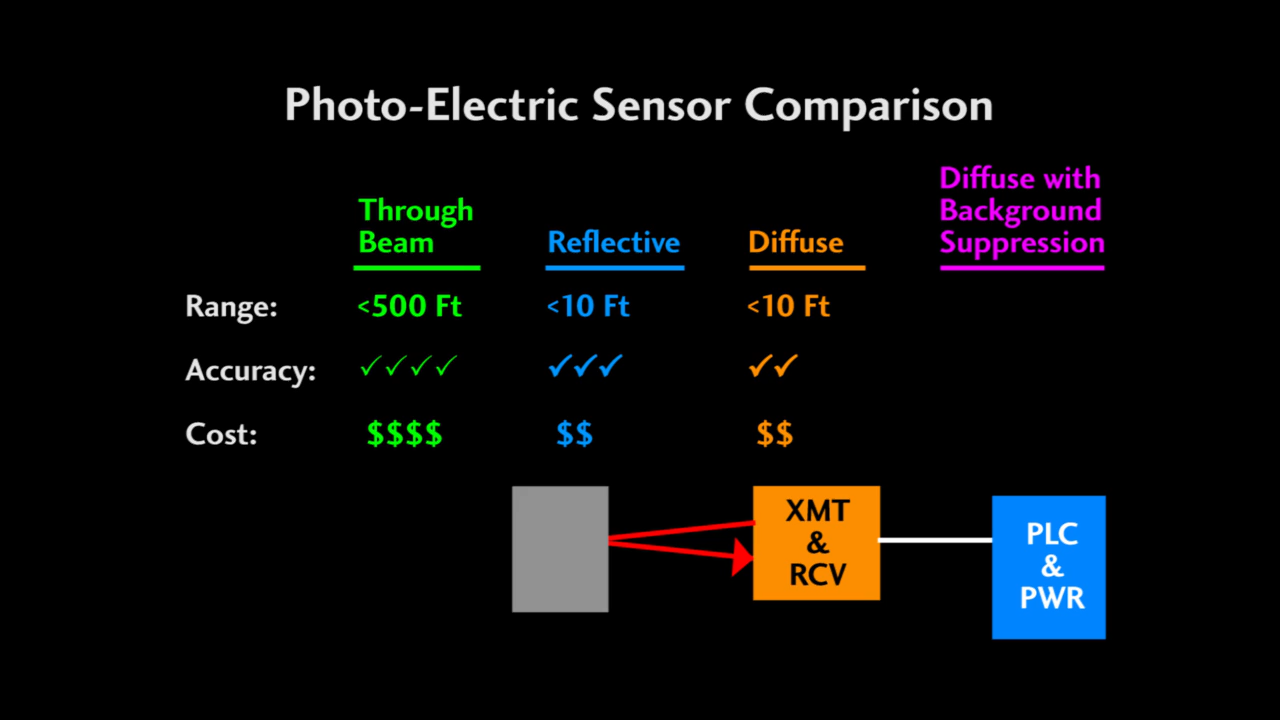 Photo-Electric Sensor Comparison
Through
Beam
Reflective
Diffuse
Diffuse with
Background
Suppression
Range: <500 Ft <10 Ft <10 Ft
Accuracy: ✓✓✓✓ ✓✓✓ ✓✓
Cost: $$$$ $$ $$
XMT
&
RCV
PLC
&
PWR